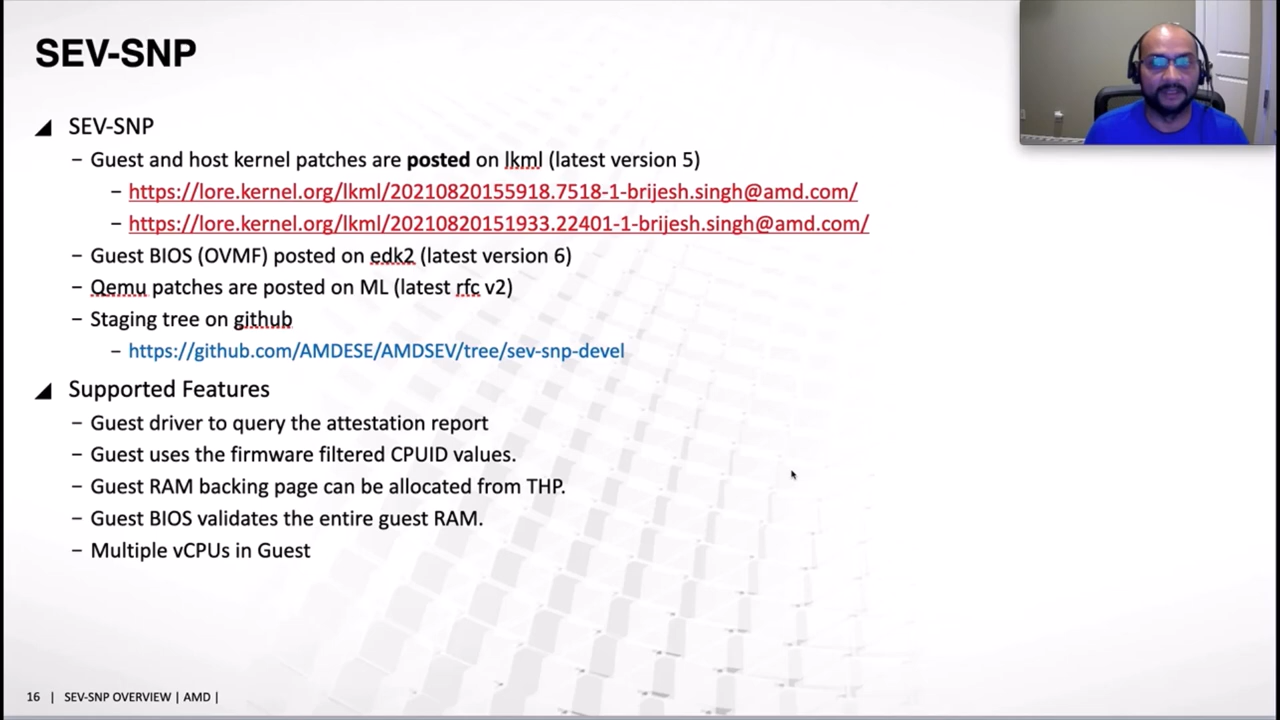 SEV-SNP
SEV-SNP
− Guest and host kernel patches are posted on lkml (latest version 5)
− https://lore.kernel.org/lkml/20210820155918.7518-1-brijesh.singh@amd.com/
− https://lore.kernel.org/lkml/20210820151933.22401-1-brijesh.singh@amd.com/
− Guest BIOS (OVMF) posted on edk2 (latest version 6)
− Qemu patches are posted on ML (latest rfc v2)
− Staging tree on github
− https://github.com/AMDESE/AMDSEV/tree/sev-snp-devel
Supported Features
− Guest driver to query the attestation report
− Guest uses the firmware filtered CPUID values.
− Guest RAM backing page can be allocated from THP.
− Guest BIOS validates the entire guest RAM.
− Multiple vCPUs in Guest
16 | SEV-SNP OVERVIEW | AMD |